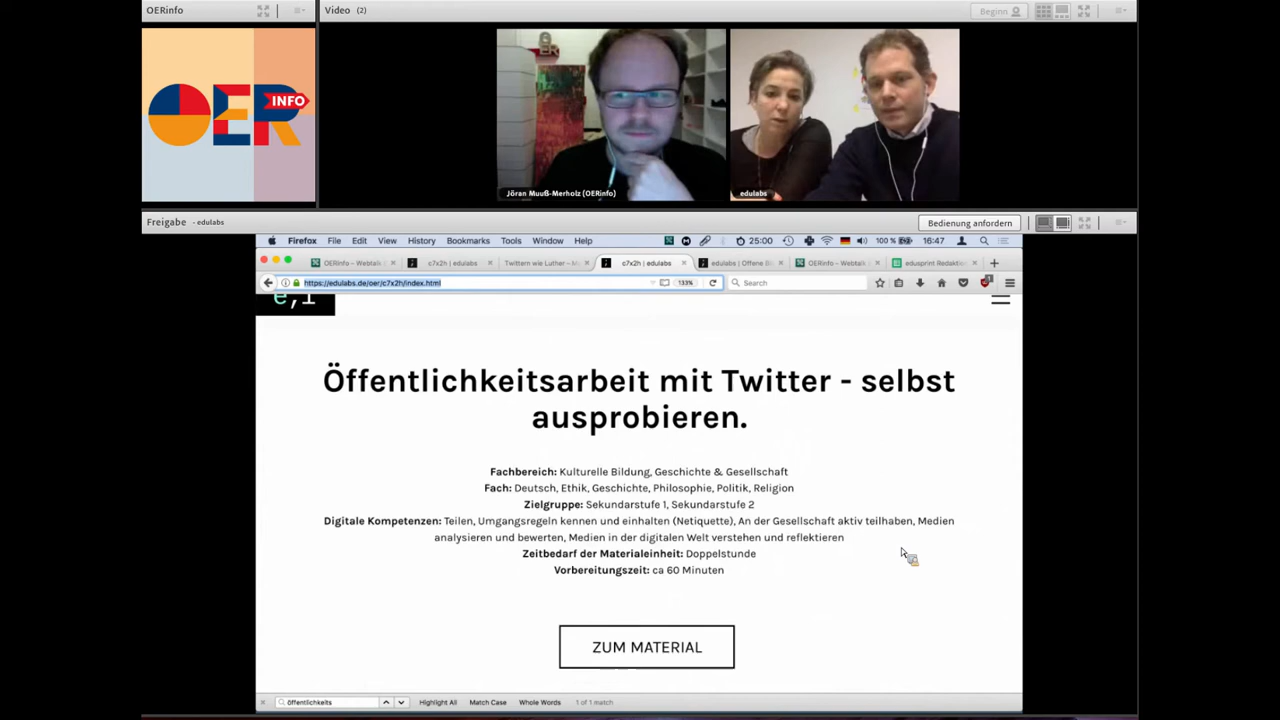 OERinfo
Video (2)
Beginn
OER INFO
Jöran Muuß-Merholz (OERinfo)
edulabs
Freigabe - edulabs
Bedienung anfordern
Firefox File Edit View History Bookmarks Tools Window Help
25:00
100 %
16:47
OERinfo – Webtalk
c7x2h | edulabs
Twittern wie Luther – M
c7x2h | edulabs
edulabs | Offene Bi
OERinfo – Webtalk
edusprint Redaktion
https://edulabs.de/oer/c7x2h/index.html
133%
Search
1
Öffentlichkeitsarbeit mit Twitter - selbst
ausprobieren.
Fachbereich: Kulturelle Bildung, Geschichte & Gesellschaft
Fach: Deutsch, Ethik, Geschichte, Philosophie, Politik, Religion
Zielgruppe: Sekundarstufe 1, Sekundarstufe 2
Digitale Kompetenzen: Teilen, Umgangsregeln kennen und einhalten (Netiquette), An der Gesellschaft aktiv teilhaben, Medien
analysieren und bewerten, Medien in der digitalen Welt verstehen und reflektieren
Zeitbedarf der Materialeinheit: Doppelstunde
Vorbereitungszeit: ca 60 Minuten
ZUM MATERIAL
öffentlichkeits
Highlight All
Match Case
Whole Words
1 of 1 match